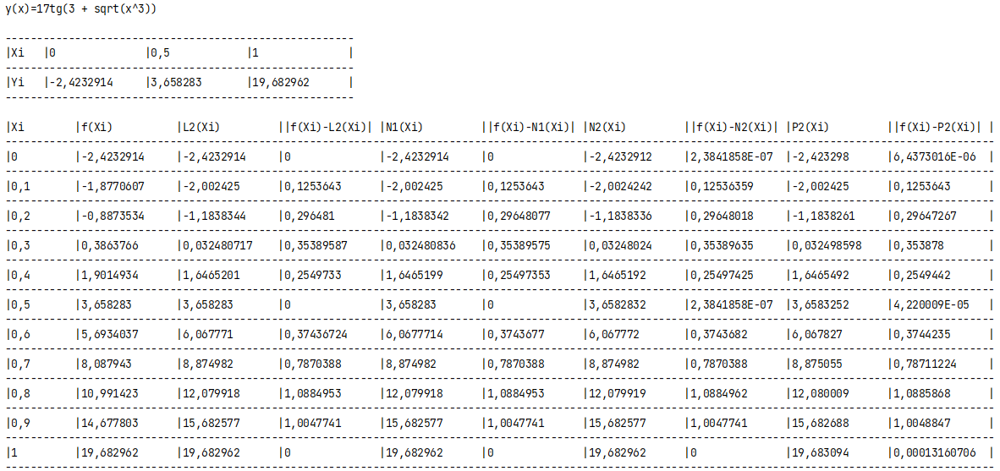 y(x)=17tg(3 + sqrt(x^3))
-------------------------------------------------------
|Xi   |0              |0,5            |1              |
-------------------------------------------------------
|Yi   |-2,4232914     |3,658283       |19,682962      |
-------------------------------------------------------
|Xi |f(Xi) |L2(Xi) ||f(Xi)-L2(Xi)| |N1(Xi) ||f(Xi)-N1(Xi)| |N2(Xi) ||f(Xi)-N2(Xi)| |P2(Xi) ||f(Xi)-P2(Xi)| |
|0 |-2,4232914 |-2,4232914 |0 |-2,4232914 |0 |-2,4232912 |2,3841858E-07 |-2,423298 |6,4373016E-06 |
|0,1 |-1,8770607 |-2,002425 |0,1253643 |-2,002425 |0,1253643 |-2,0024242 |0,12536359 |-2,002425 |0,1253643 |
|0,2 |-0,8873534 |-1,1838344 |0,296481 |-1,1838342 |0,29648077 |-1,1838336 |0,29648018 |-1,1838261 |0,29647267 |
|0,3 |0,3863766 |0,032480717 |0,35389587 |0,032480836 |0,35389575 |0,03248024 |0,35389635 |0,032498598 |0,353878 |
|0,4 |1,9014934 |1,6465201 |0,2549733 |1,6465199 |0,25497353 |1,6465192 |0,25497425 |1,6465492 |0,2549442 |
|0,5 |3,658283 |3,658283 |0 |3,658283 |0 |3,6582832 |2,3841858E-07 |3,6583252 |4,220009E-05 |
|0,6 |5,6934037 |6,067771 |0,37436724 |6,0677714 |0,3743677 |6,067772 |0,3743682 |6,067827 |0,3744235 |
|0,7 |8,087943 |8,874982 |0,7870388 |8,874982 |0,7870388 |8,874982 |0,7870388 |8,875055 |0,78711224 |
|0,8 |10,991423 |12,079918 |1,0884953 |12,079918 |1,0884953 |12,079919 |1,0884962 |12,080009 |1,0885868 |
|0,9 |14,677803 |15,682577 |1,0047741 |15,682577 |1,0047741 |15,682577 |1,0047741 |15,682688 |1,0048847 |
|1 |19,682962 |19,682962 |0 |19,682962 |0 |19,682962 |0 |19,683094 |0,00013160706 |